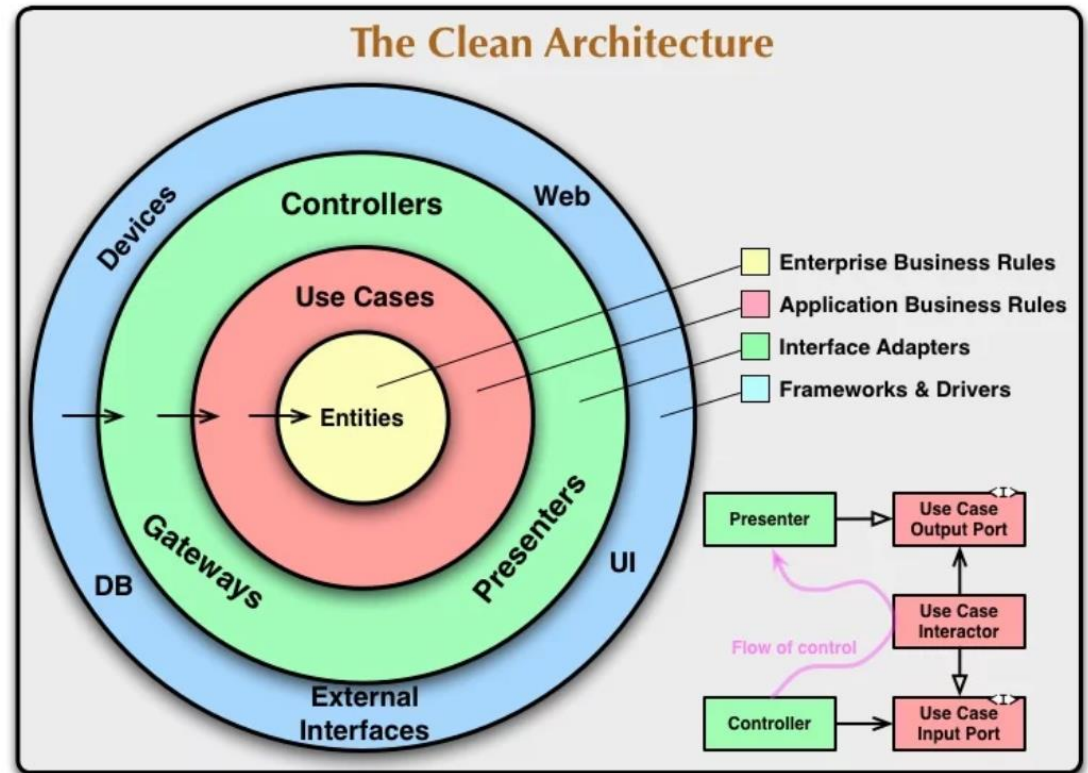 The Clean Architecture
Devices
Web
Controllers
Use Cases
Entities
Gateways
Presenters
DB
UI
External
Interfaces
Enterprise Business Rules
Application Business Rules
Interface Adapters
Frameworks & Drivers
Presenter
<I>
Use Case
Output Port
Use Case
Interactor
Flow of control
Controller
<I>
Use Case
Input Port